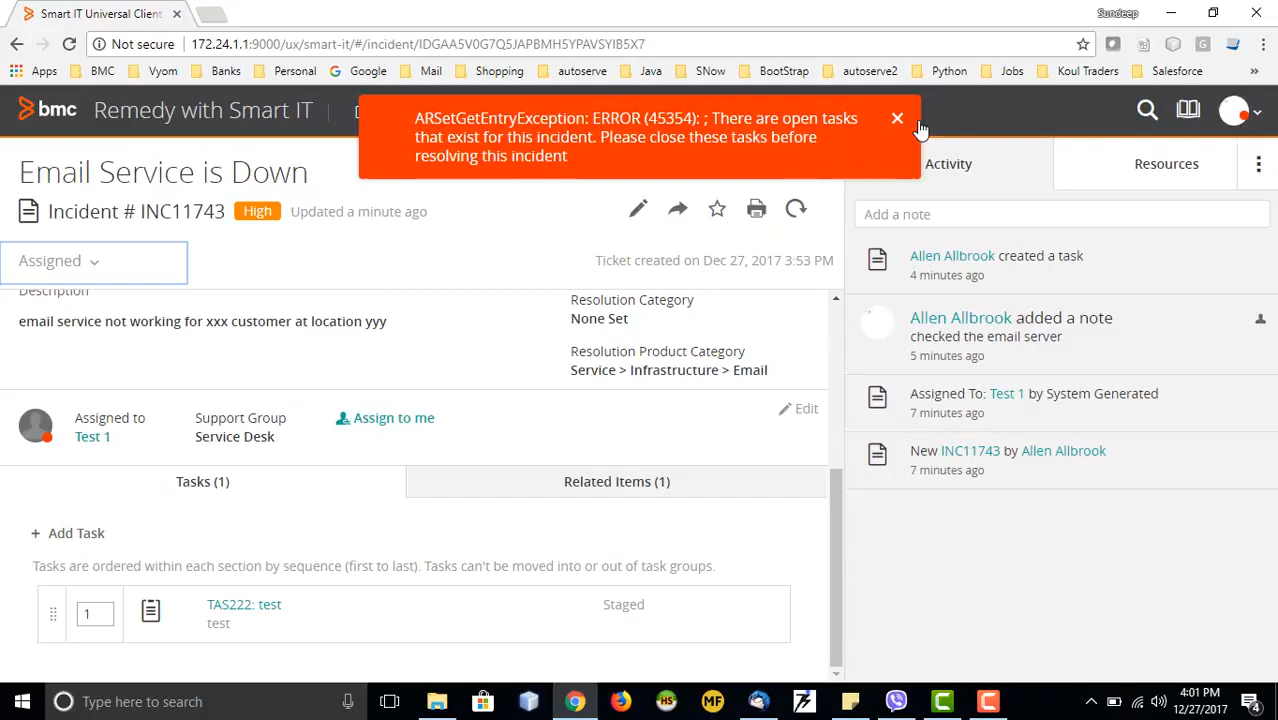 Smart IT Universal Client
Sundeep
Not secure
172.24.1.1:9000/ux/smart-it/#/incident/IDGAA5V0G7Q5JAPBMH5YPAVSYIB5X7
Apps BMC Vyom Banks Personal Google Mail Shopping autoserve Java SNow BootStrap autoserve2 Python Jobs Koul Traders Salesforce »
bmc Remedy with Smart IT
ARSetGetEntryException: ERROR (45354): ; There are open tasks
that exist for this incident. Please close these tasks before
resolving this incident
Email Service is Down
Incident # INC11743 High Updated a minute ago
Assigned
Ticket created on Dec 27, 2017 3:53 PM
Description
email service not working for xxx customer at location yyy
Resolution Category
None Set
Resolution Product Category
Service > Infrastructure > Email
Assigned to
Test 1
Support Group
Service Desk
Assign to me
Edit
Tasks (1)
Related Items (1)
+ Add Task
Tasks are ordered within each section by sequence (first to last). Tasks can't be moved into or out of task groups.
1
TAS222: test
test
Staged
Activity
Resources
Add a note
Allen Allbrook created a task
4 minutes ago
Allen Allbrook added a note
checked the email server
5 minutes ago
Assigned To: Test 1 by System Generated
7 minutes ago
New INC11743 by Allen Allbrook
7 minutes ago
Type here to search
HS
MF
4:01 PM
12/27/2017
4